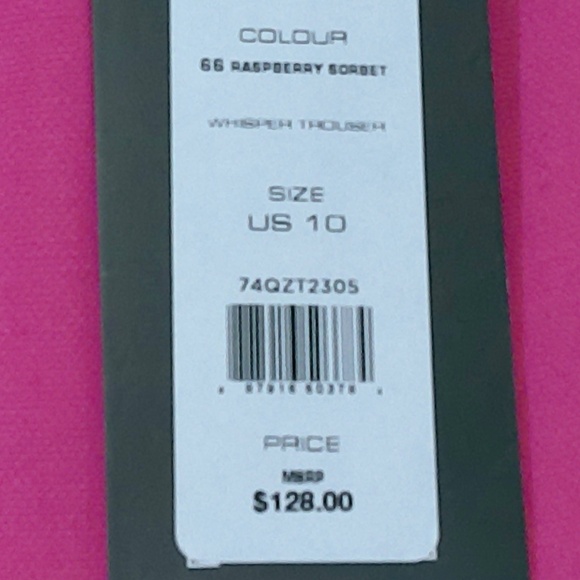 COLOUR
66 RASPBERRY SORBET
WHISPER TROUSER
SIZE
US 10
74QZT2305
PRICE
MSRP
$128.00